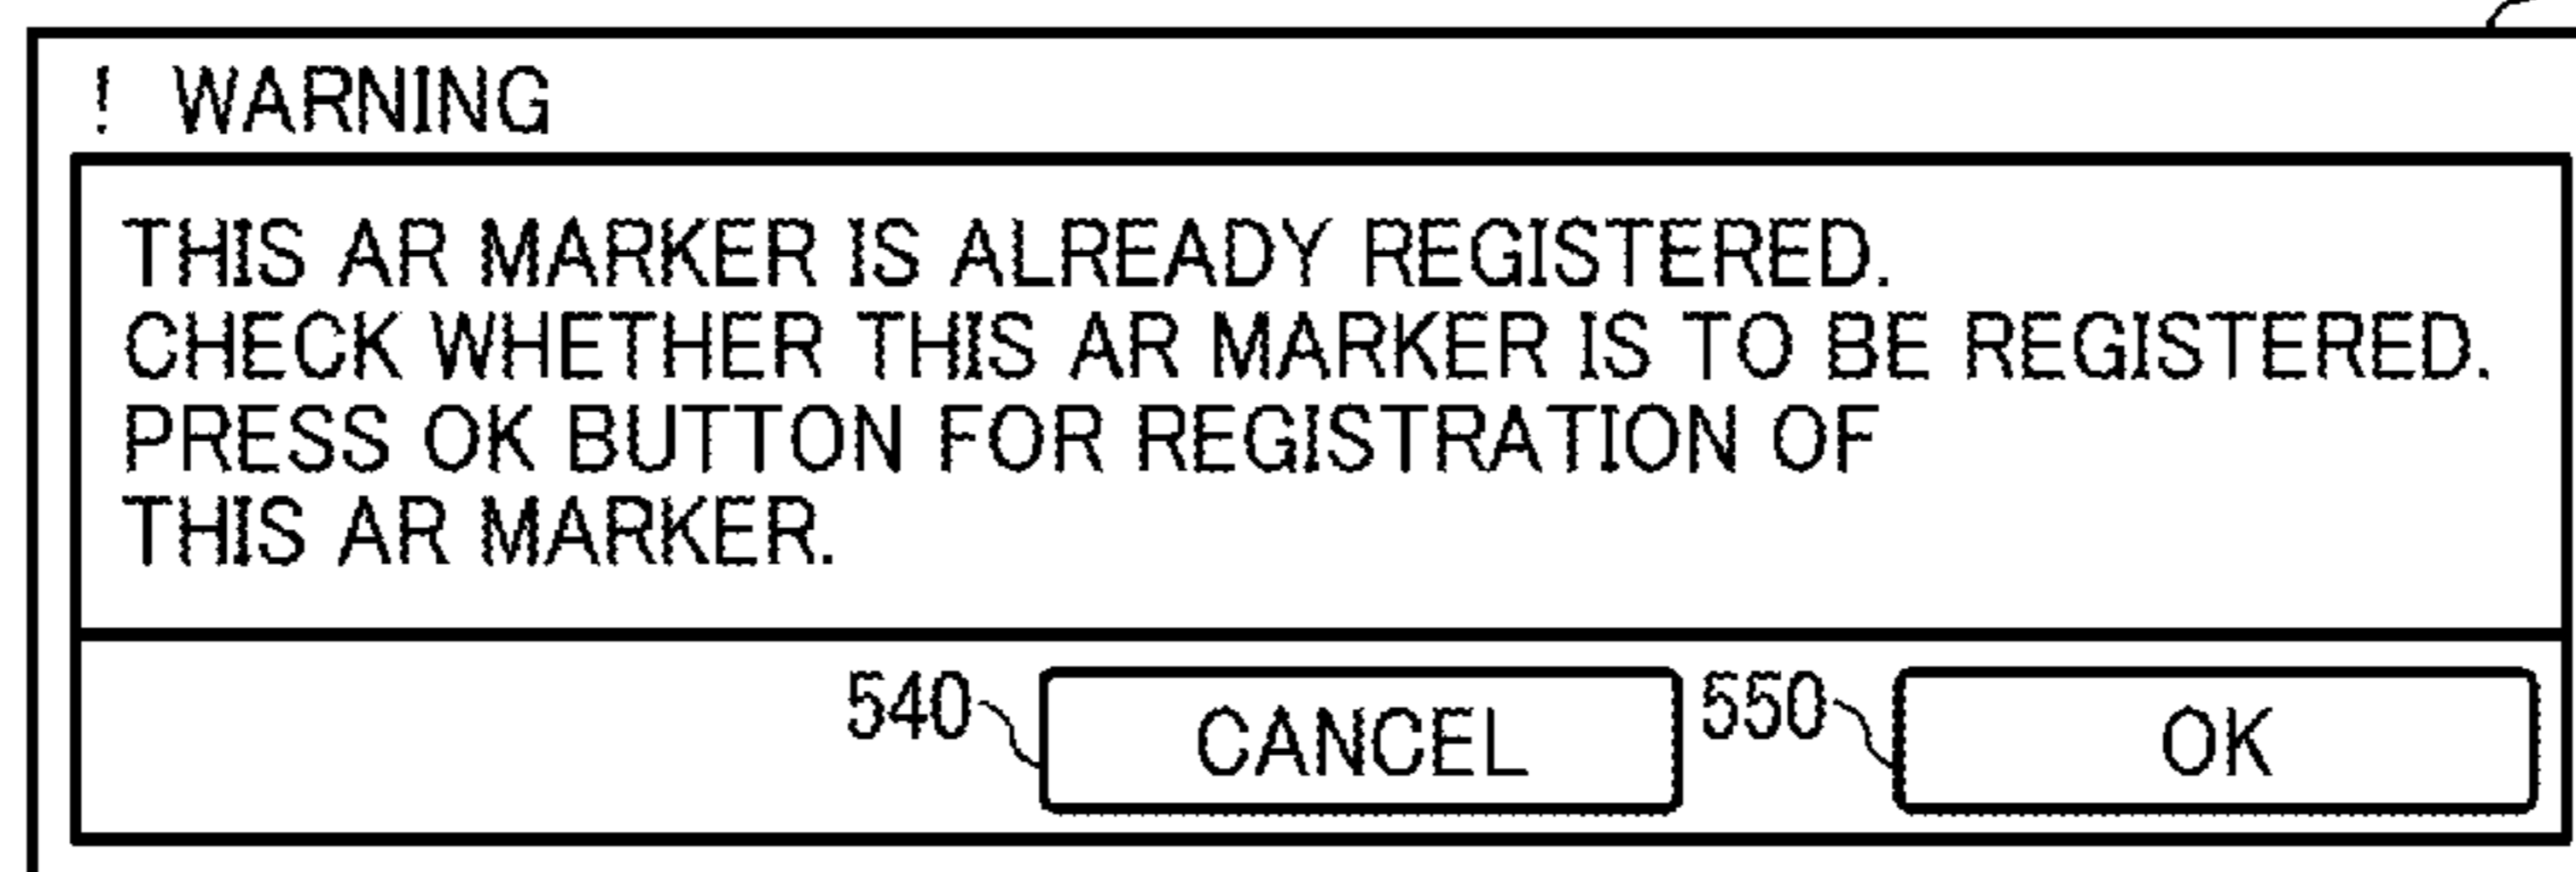 ! WARNING
THIS AR MARKER IS ALREADY REGISTERED.
CHECK WHETHER THIS AR MARKER IS TO BE REGISTERED.
PRESS OK BUTTON FOR REGISTRATION OF
THIS AR MARKER.
540 CANCEL 550 OK